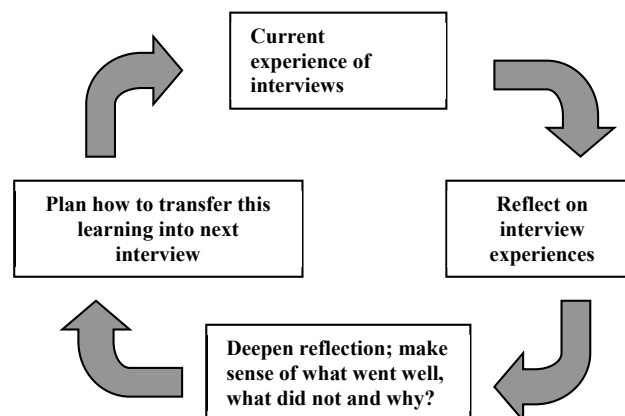 Current
experience of
interviews
Reflect on
interview
experiences
Deepen reflection; make
sense of what went well,
what did not and why?
Plan how to transfer this
learning into next
interview